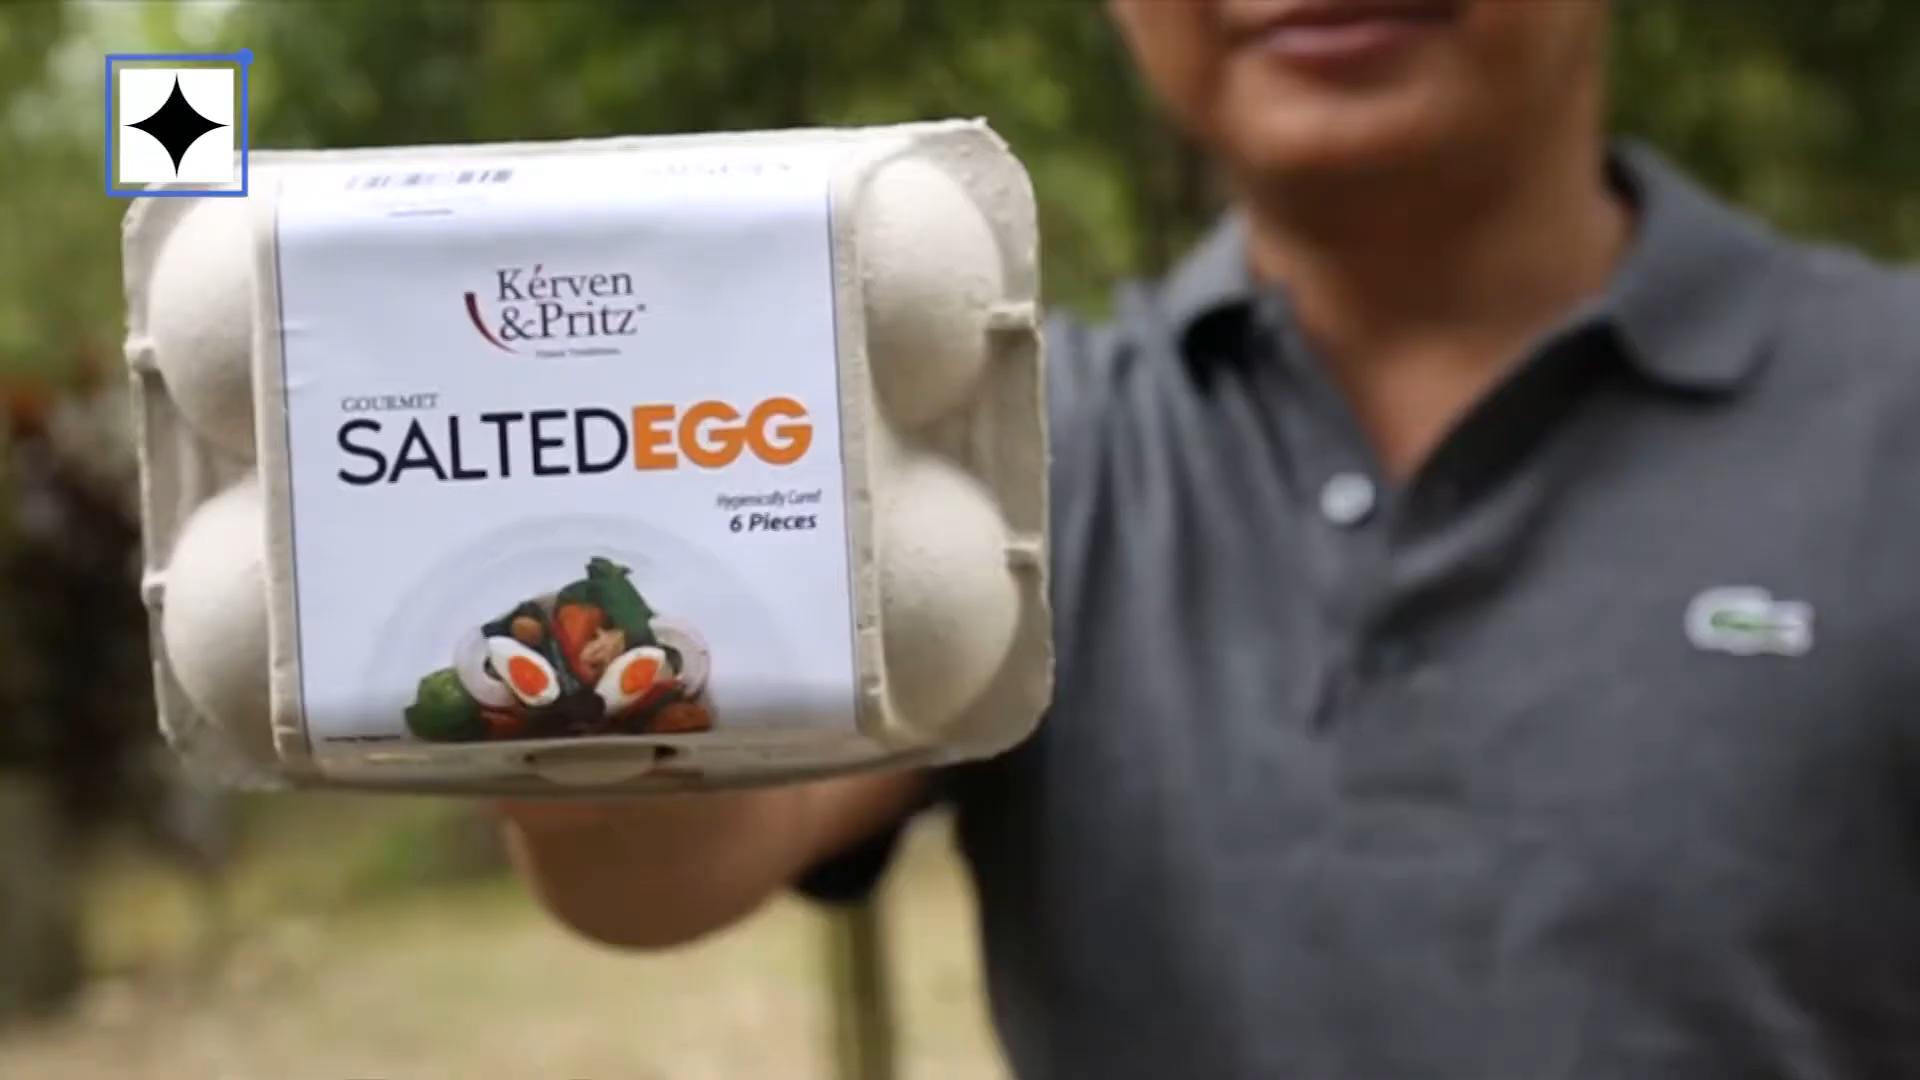 Kérven
&Pritz
GOURMET
SALTEDEGG
Hygienically Cured
6 Pieces